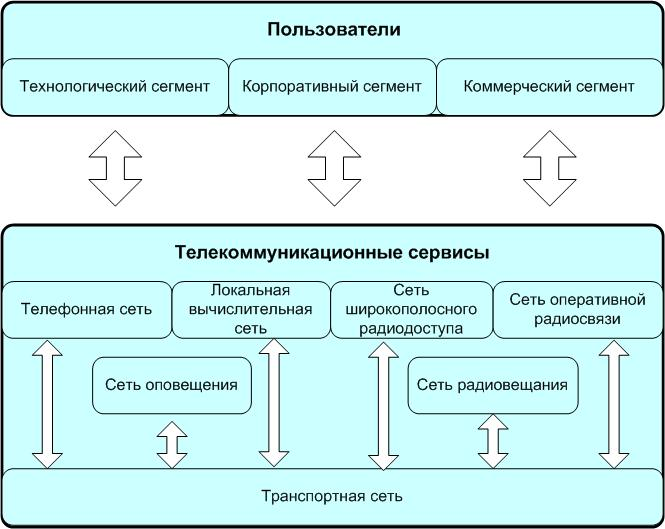 Пользователи
Технологический сегмент
Корпоративный сегмент
Коммерческий сегмент
Телекоммуникационные сервисы
Телефонная сеть
Локальная
вычислительная
сеть
Сеть
широкополосного
радиодоступа
Сеть оперативной
радиосвязи
Сеть оповещения
Сеть радиовещания
Транспортная сеть